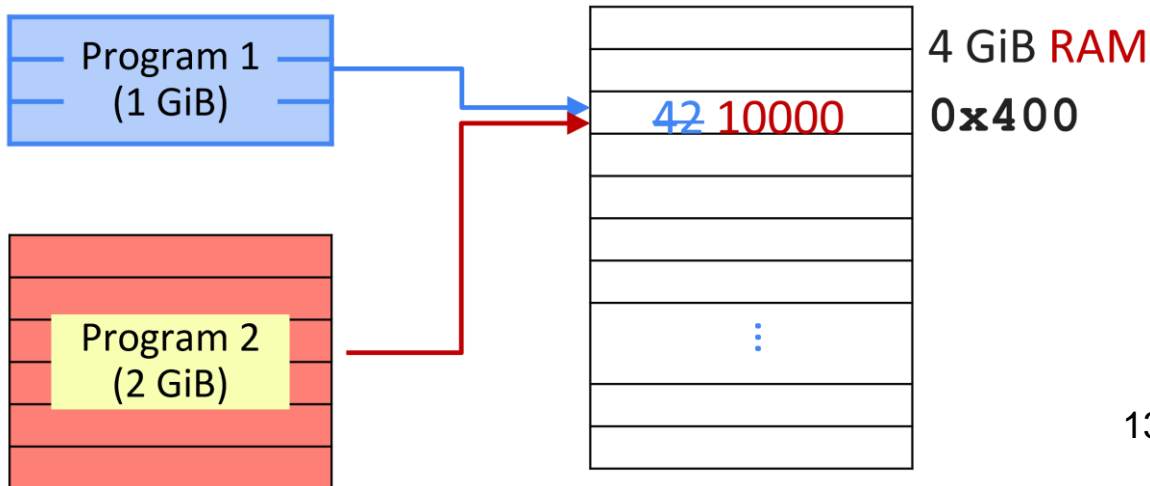 Program 1
(1 GiB)
4 GiB RAM
42 10000
0x400
Program 2
(2 GiB)
⋮
13